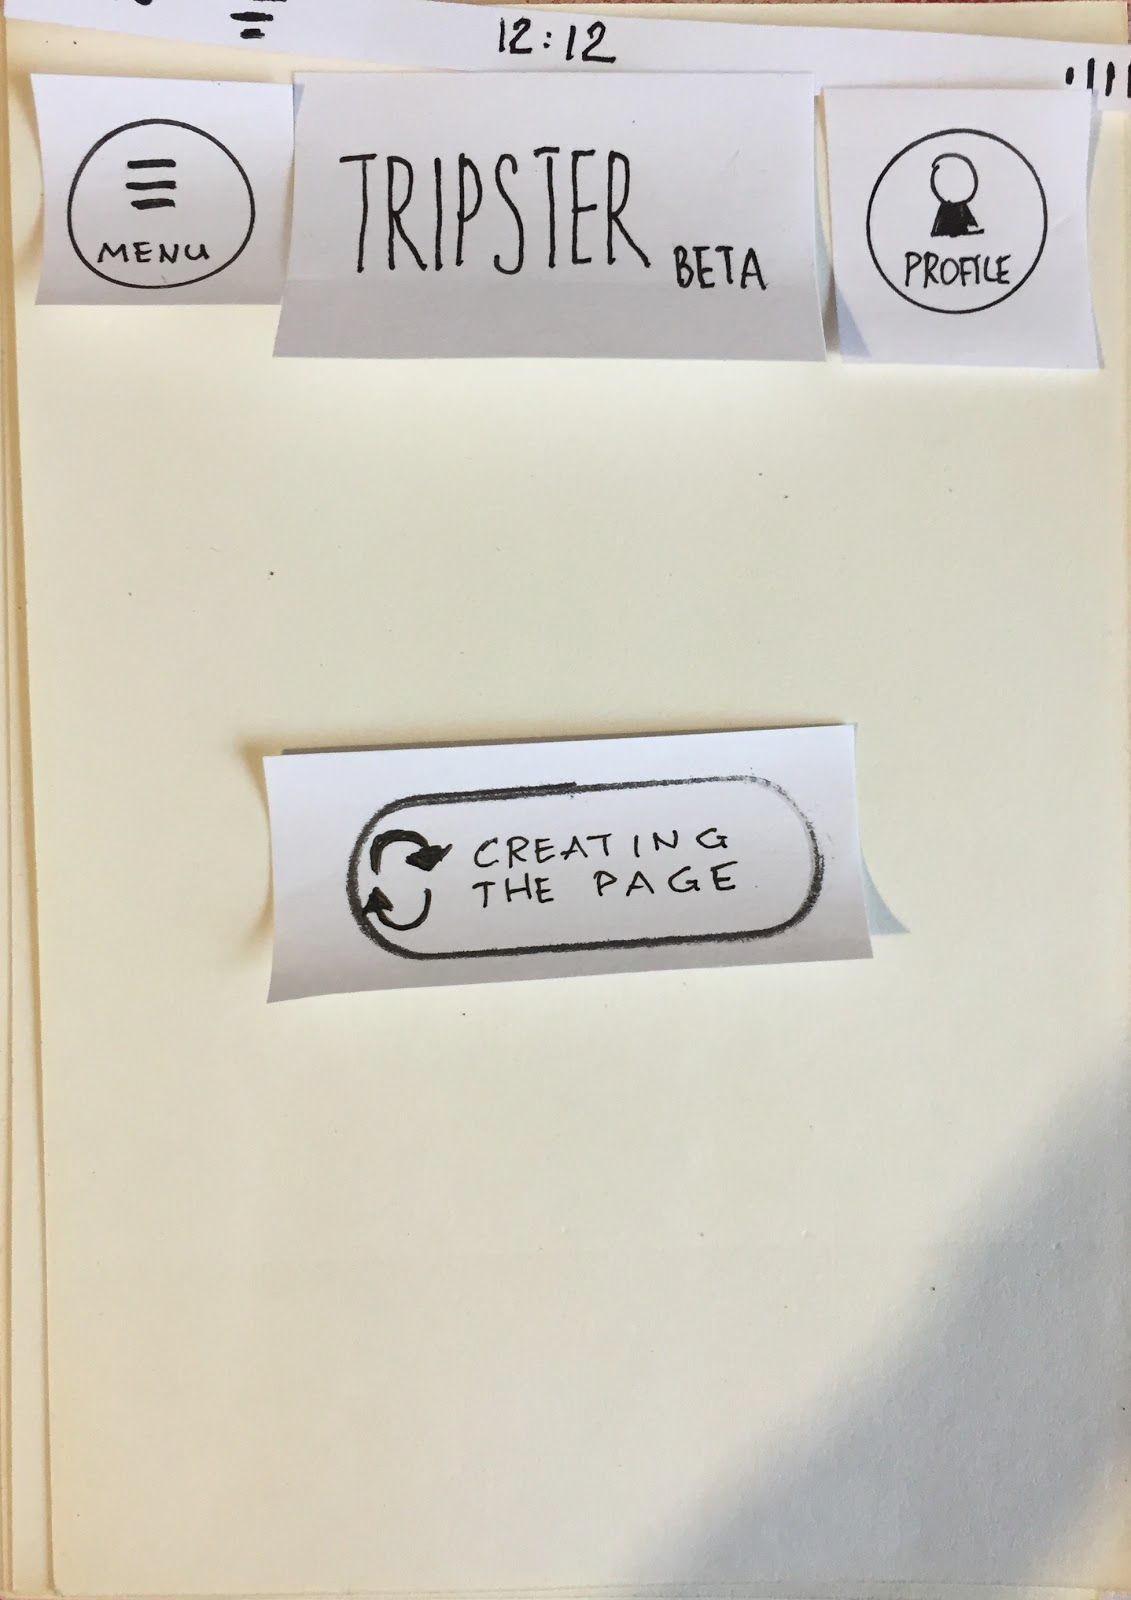 12:12
MENU
TRIPSTER BETA
PROFILE
CREATING
THE PAGE